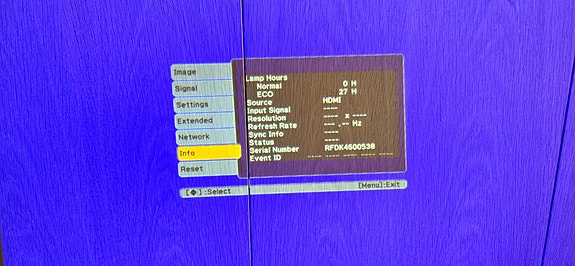 Image
Signal
Settings
Extended
Network
Info
Reset
Lamp Hours
Normal 0 H
ECO 27 H
Source HDMI
Input Signal ----
Resolution ---- x ----
Refresh Rate --- .-- Hz
Sync Info ----
Status ----
Serial Number RFDK4600538
Event ID ---- ---- ---- ---- ----
[◆] :Select [Menu]:Exit